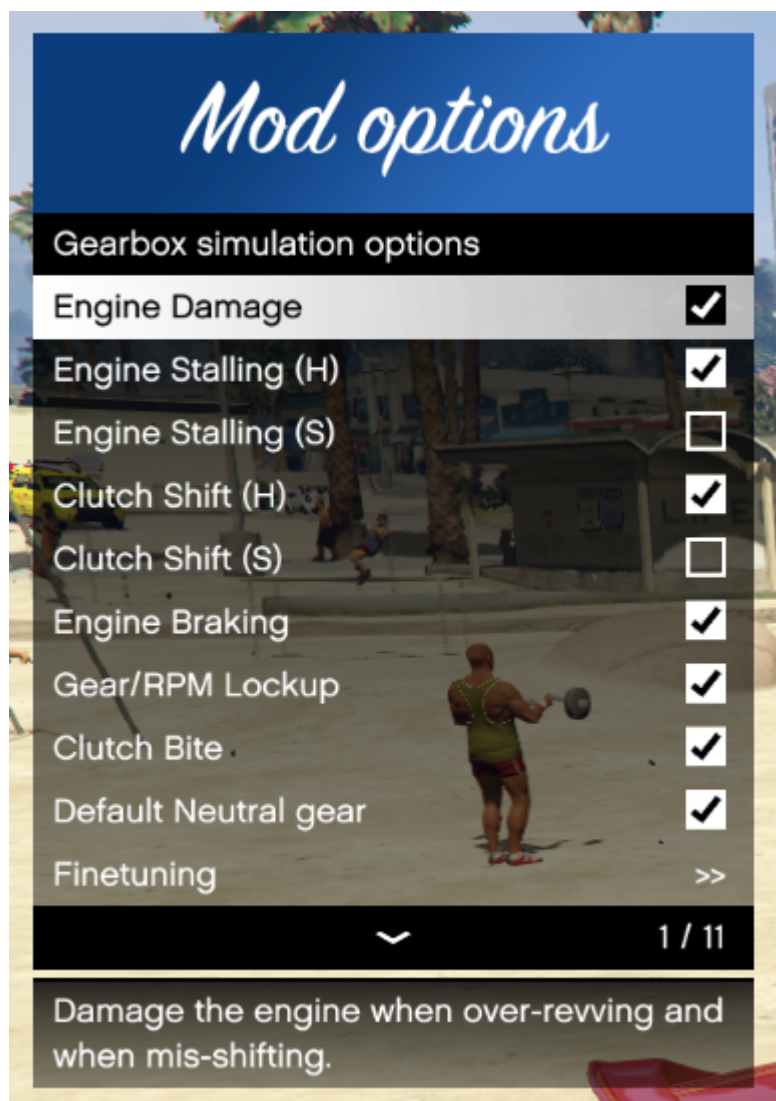 Mod options
Gearbox simulation options
Engine Damage
Engine Stalling (H)
Engine Stalling (S)
Clutch Shift (H)
Clutch Shift (S)
Engine Braking
Gear/RPM Lockup
Clutch Bite
Default Neutral gear
Finetuning >>
1 / 11
Damage the engine when over-revving and
when mis-shifting.